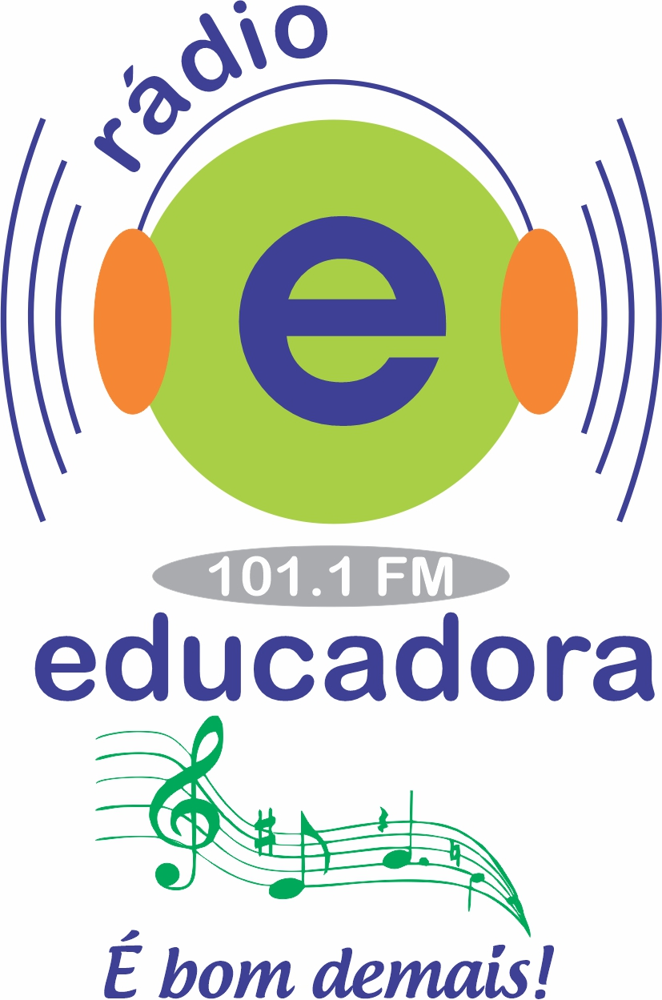 rádio
e
101.1 FM
educadora
É bom demais!